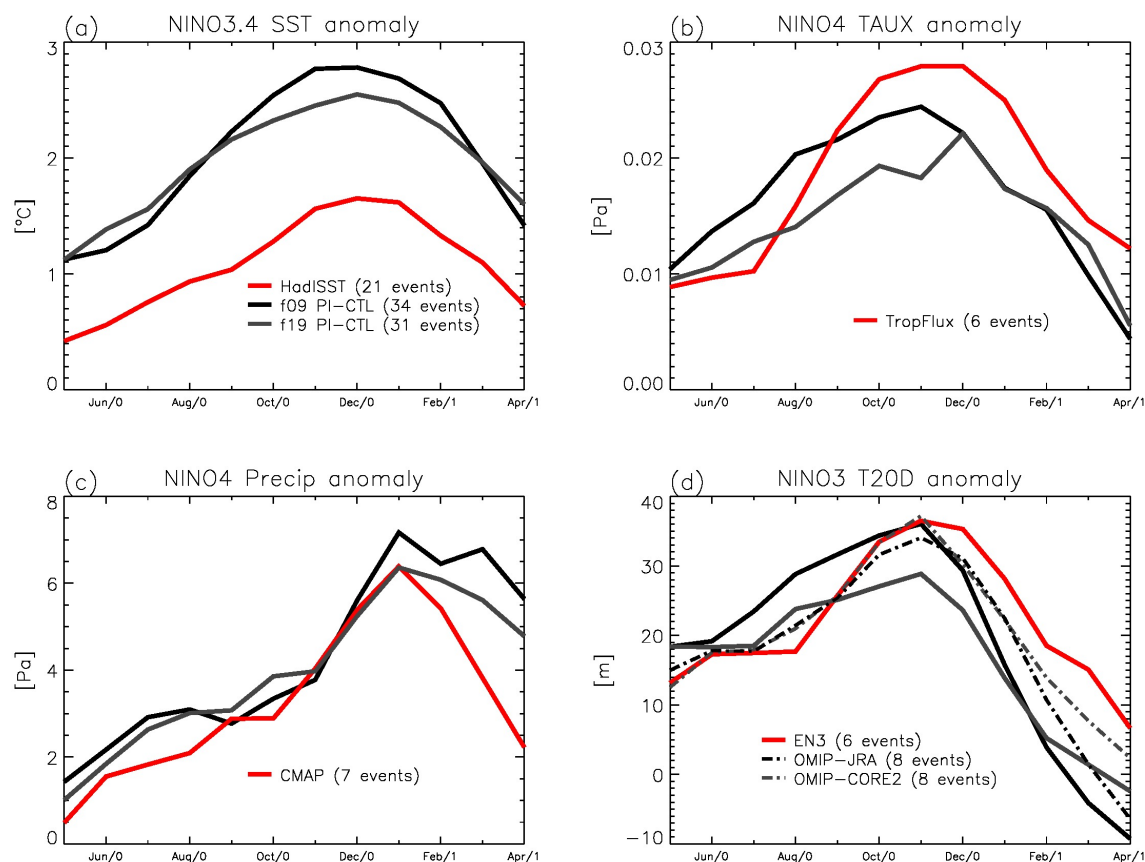 (a) NINO3.4 SST anomaly
3
2
1
0
[°C]
HadISST (21 events)
f09 PI-CTL (34 events)
f19 PI-CTL (31 events)
Jun/0 Aug/0 Oct/0 Dec/0 Feb/1 Apr/1
(b) NINO4 TAUX anomaly
0.03
0.02
0.01
0.00
[Pa]
TropFlux (6 events)
Jun/0 Aug/0 Oct/0 Dec/0 Feb/1 Apr/1
(c) NINO4 Precip anomaly
8
6
4
2
0
[Pa]
CMAP (7 events)
Jun/0 Aug/0 Oct/0 Dec/0 Feb/1 Apr/1
(d) NINO3 T20D anomaly
40
30
20
10
0
-10
[m]
EN3 (6 events)
OMIP-JRA (8 events)
OMIP-CORE2 (8 events)
Jun/0 Aug/0 Oct/0 Dec/0 Feb/1 Apr/1